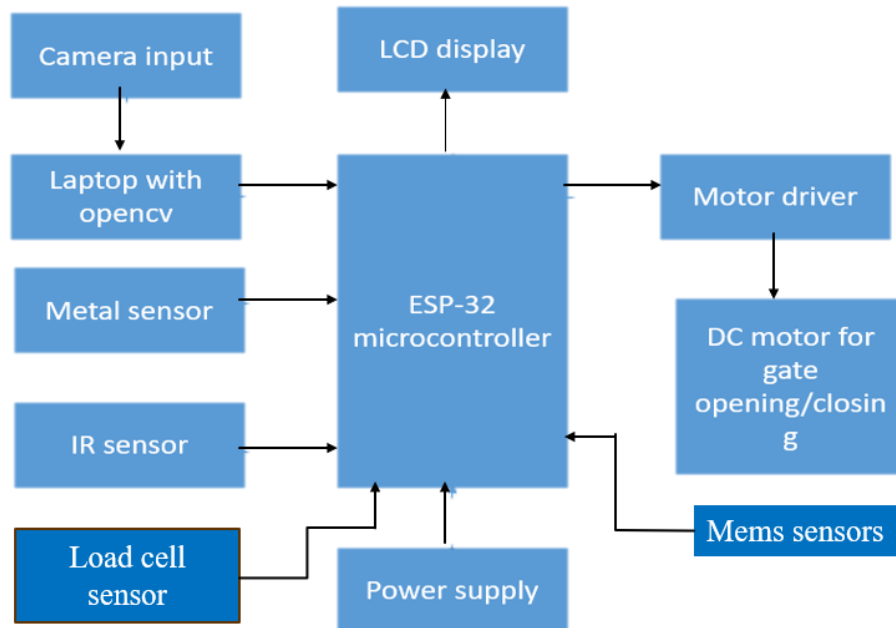 Camera input
LCD display
Laptop with
opencv
Motor driver
Metal sensor
ESP-32
microcontroller
DC motor for
gate
opening/closin
g
IR sensor
Load cell
sensor
Mems sensors
Power supply